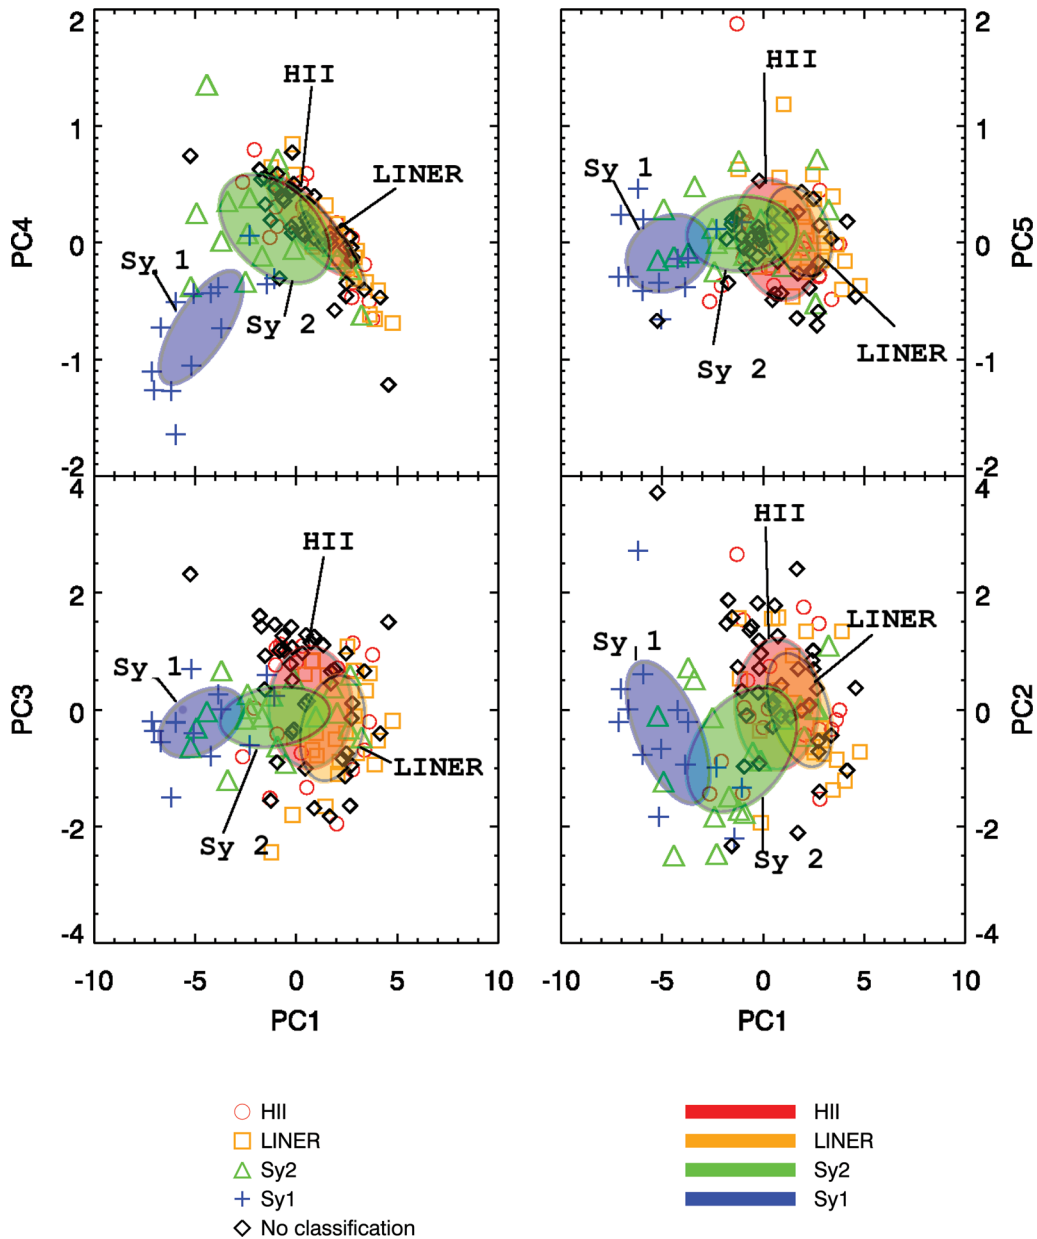 2
1
0
-1
-2
PC4
HII
LINER
Sy 1
Sy 2
2
1
0
-1
-2
PC5
HII
Sy 1
LINER
Sy 2
4
2
0
-2
-4
PC3
HII
Sy 1
LINER
Sy 2
-10 -5 0 5 10
PC1
4
2
0
-2
-4
PC2
HII
LINER
Sy 1
Sy 2
-10 -5 0 5 10
PC1
HII
LINER
Sy2
Sy1
No classification
HII
LINER
Sy2
Sy1